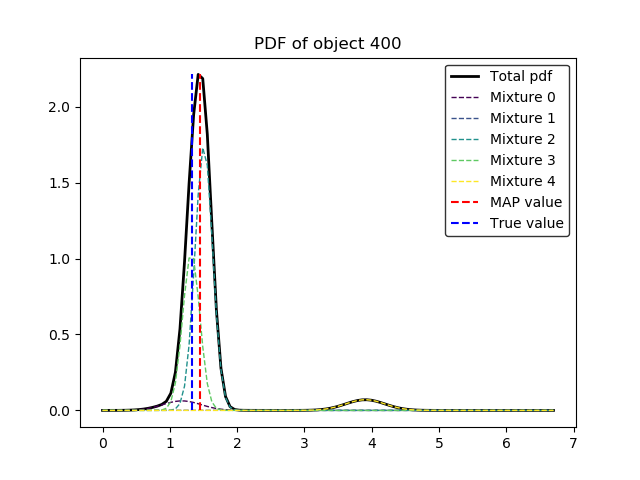 PDF of object 400
Total pdf
Mixture 0
Mixture 1
Mixture 2
Mixture 3
Mixture 4
MAP value
True value
2.0
1.5
1.0
0.5
0.0
0 1 2 3 4 5 6 7